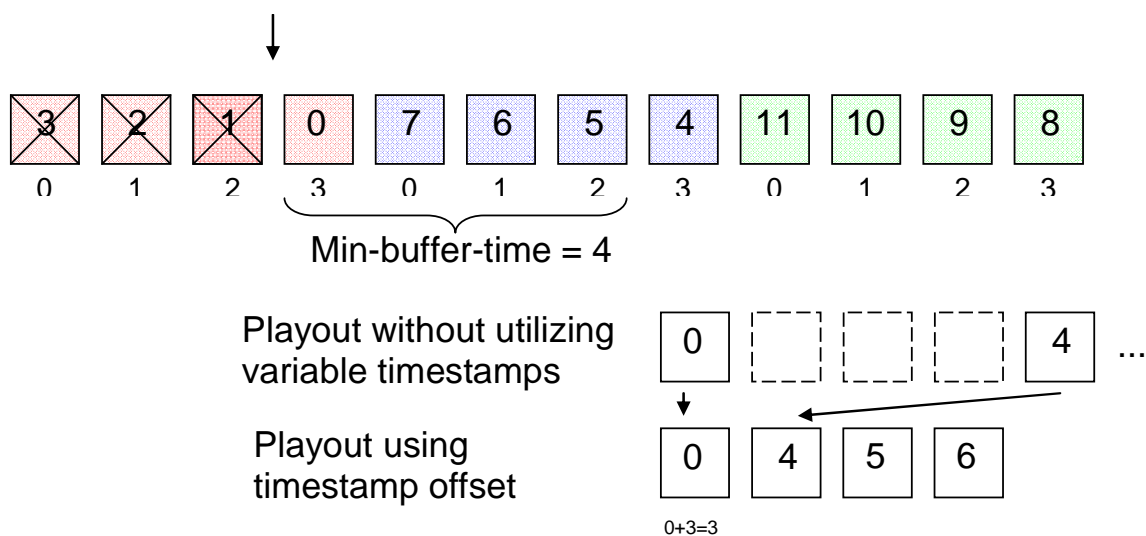 3 2 1 0 7 6 5 4 11 10 9 8
0 1 2 3 0 1 2 3 0 1 2 3
Min-buffer-time = 4
Playout without utilizing
variable timestamps
0 4 ...
Playout using
timestamp offset
0 4 5 6
0+3=3